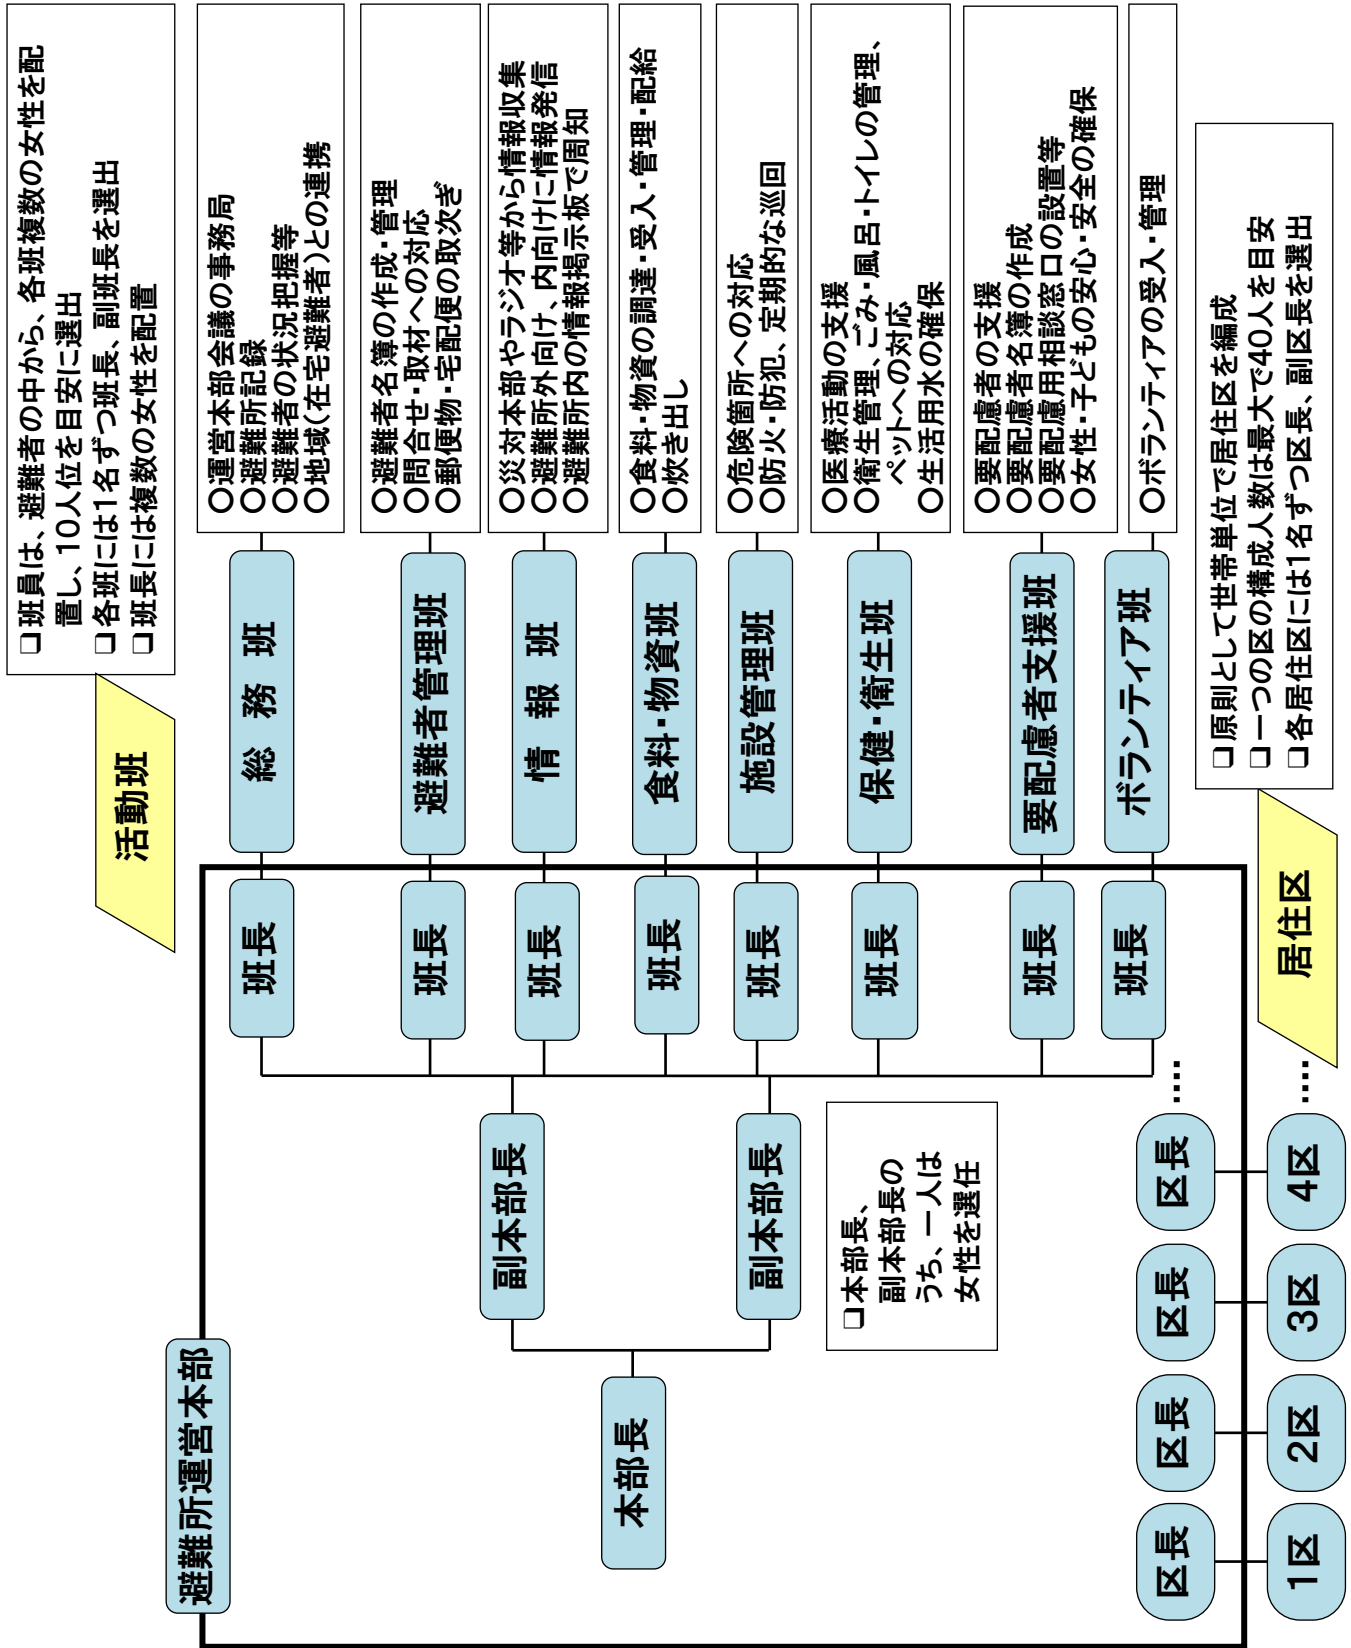 避難所運営本部
活動班
❑班員は、避難者の中から、各班複数の女性を配
置し、10人位を目安に選出
❑各班には1名ずつ班長、副班長を選出
❑班長には複数の女性を配置
本部長
副本部長
副本部長
❑本部長、
副本部長の
うち、一人は
女性を選任
班長
総務班
○運営本部会議の事務局
○避難所記録
○避難者の状況把握等
○地域(在宅避難者)との連携
班長
避難者管理班
○避難者名簿の作成・管理
○問合せ・取材への対応
○郵便物・宅配便の取次ぎ
班長
情報班
○災対本部やラジオ等から情報収集
○避難所外向け、内向けに情報発信
○避難所内の情報掲示板で周知
班長
食料・物資班
○食料・物資の調達・受入・管理・配給
○炊き出し
班長
施設管理班
○危険箇所への対応
○防火・防犯、定期的な巡回
班長
保健・衛生班
○医療活動の支援
○衛生管理、ごみ・風呂・トイレの管理、
ペットへの対応
○生活用水の確保
班長
要配慮者支援班
○要配慮者の支援
○要配慮者名簿の作成
○要配慮用相談窓口の設置等
○女性・子どもの安心・安全の確保
班長
ボランティア班
○ボランティアの受入・管理
区長
区長
区長
区長
‥‥
1区
2区
3区
4区
‥‥
居住区
❑原則として世帯単位で居住区を編成
❑一つの区の構成人数は最大で40人を目安
❑各居住区には1名ずつ区長、副区長を選出